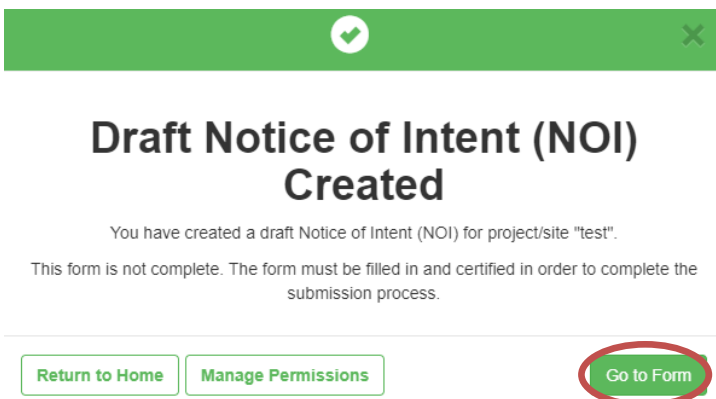 Draft Notice of Intent (NOI)
Created
You have created a draft Notice of Intent (NOI) for project/site "test".
This form is not complete. The form must be filled in and certified in order to complete the
submission process.
Return to Home Manage Permissions Go to Form